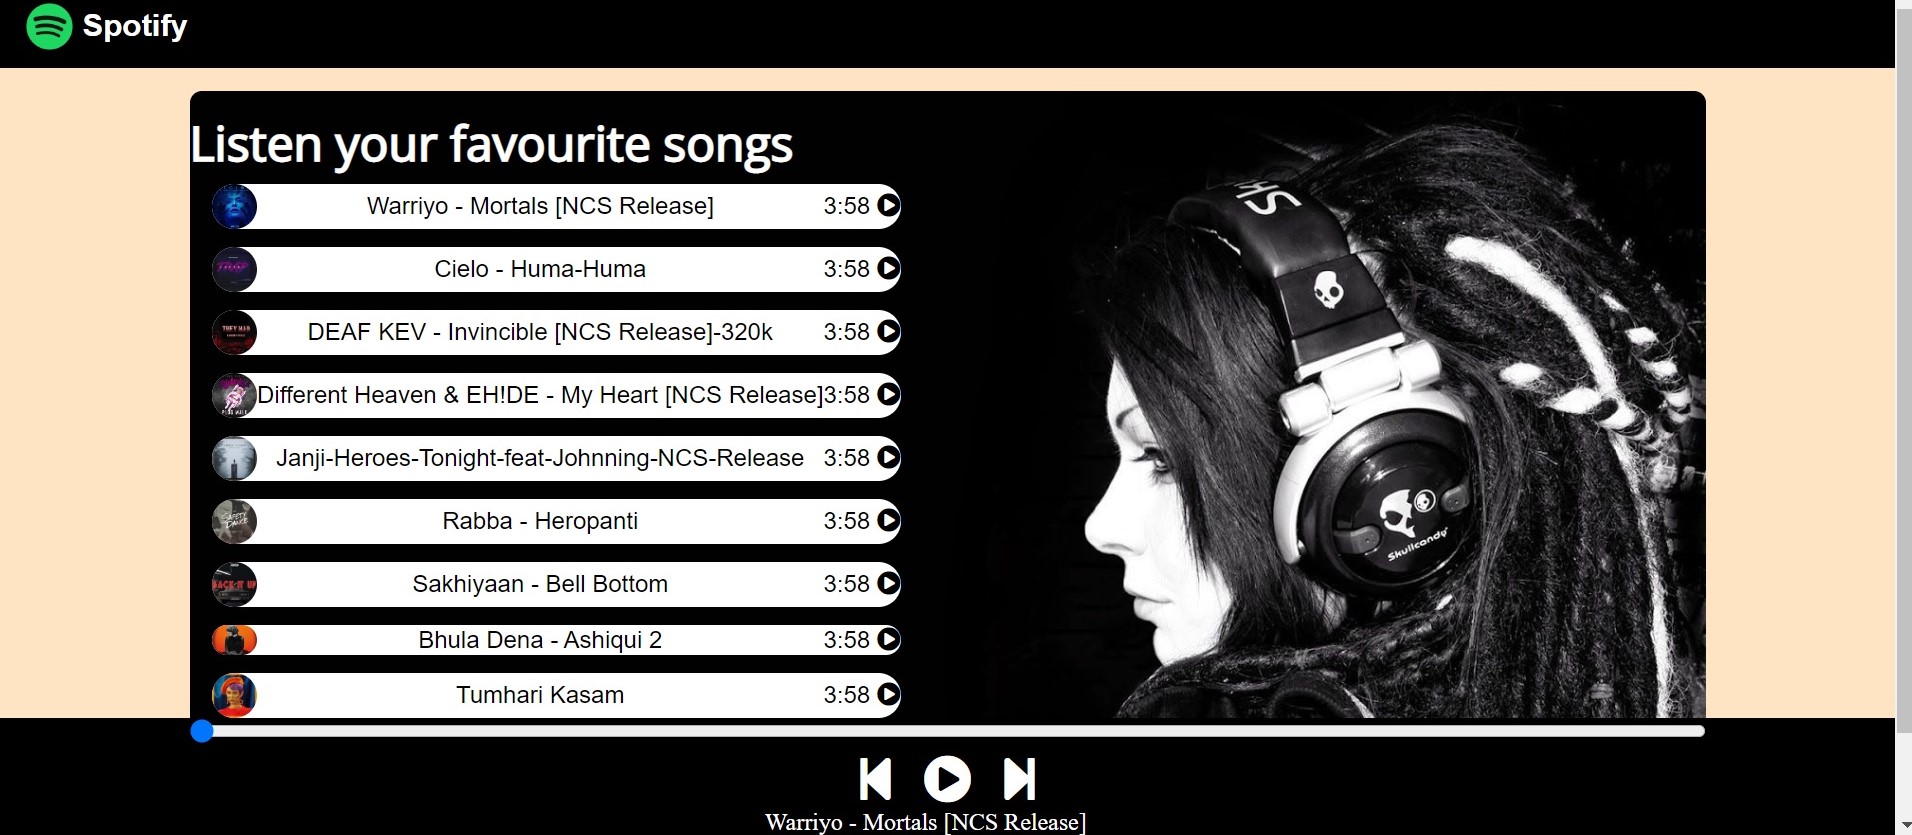 Spotify
Listen your favourite songs
Warriyo - Mortals [NCS Release] 3:58
Cielo - Huma-Huma 3:58
DEAF KEV - Invincible [NCS Release]-320k 3:58
Different Heaven & EH!DE - My Heart [NCS Release]3:58
Janji-Heroes-Tonight-feat-Johnning-NCS-Release 3:58
Rabba - Heropanti 3:58
Sakhiyaan - Bell Bottom 3:58
Bhula Dena - Ashiqui 2 3:58
Tumhari Kasam 3:58
SK
Skullcandy
Warriyo - Mortals [NCS Release]